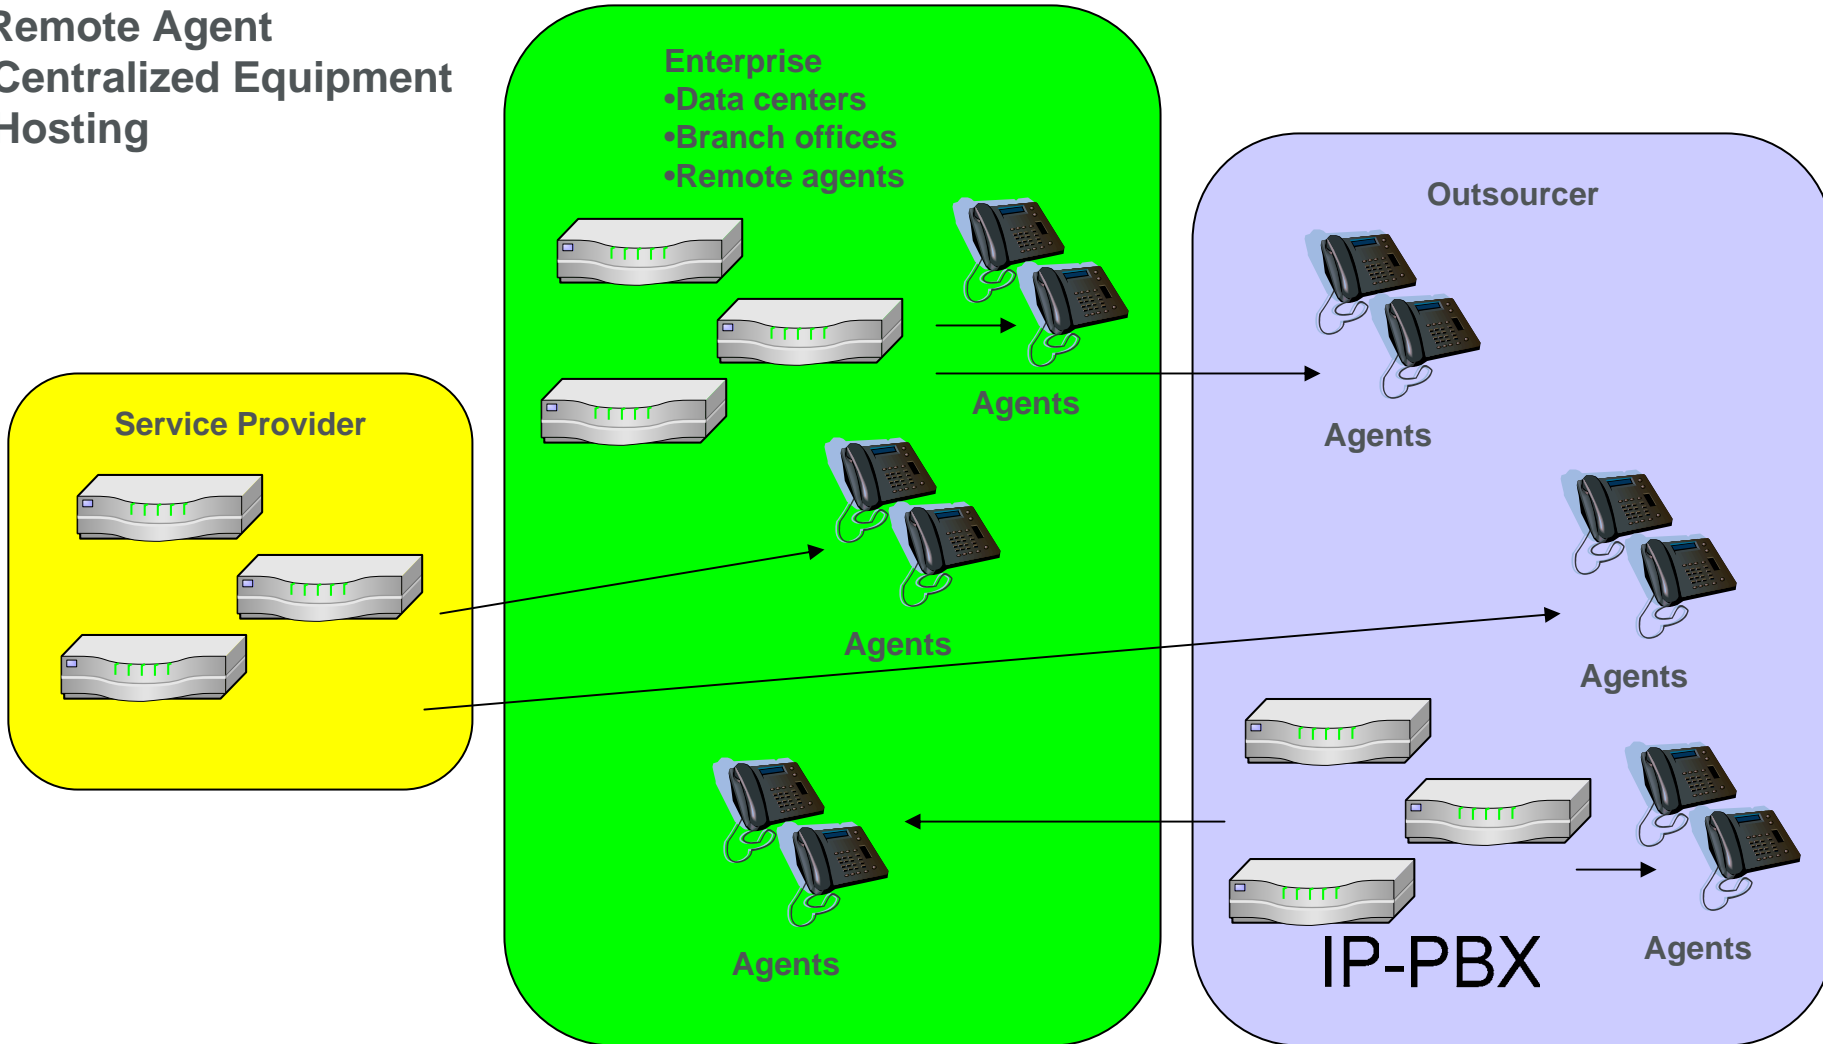 Remote Agent
Centralized Equipment
Hosting
Enterprise
•Data centers
•Branch offices
•Remote agents
Outsourcer
Agents
Agents
Service Provider
Agents
Agents
Agents
IP-PBX
Agents